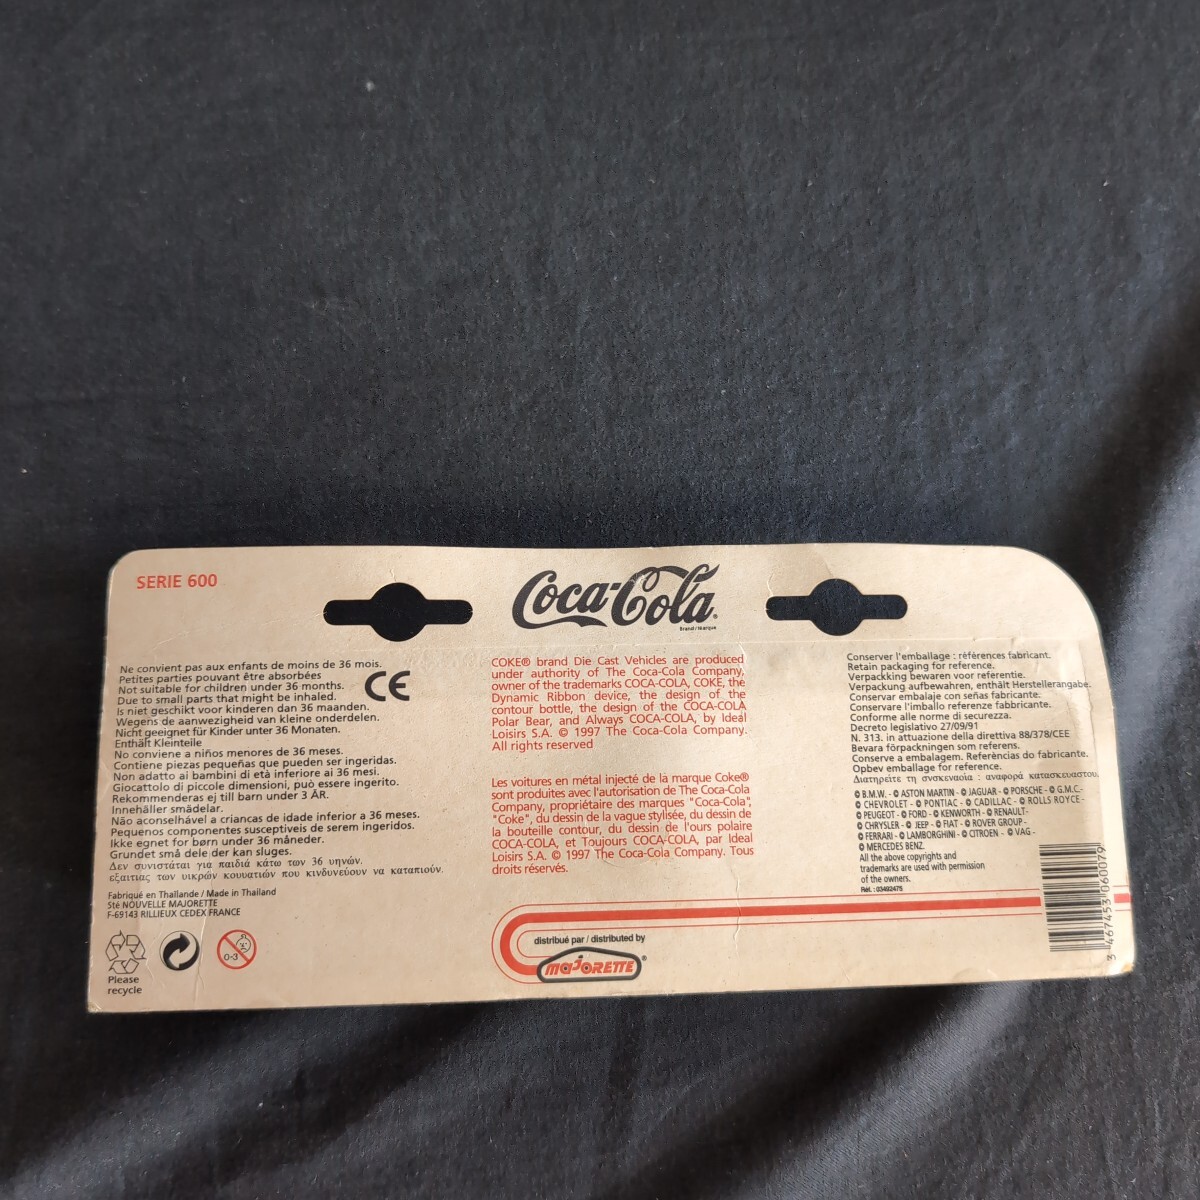 SERIE 600
Coca-Cola®
Brand/Marque
Ne convient pas aux enfants de moins de 36 mois.
Petites parties pouvant être absorbées
Not suitable for children under 36 months.
Due to small parts that might be inhaled.
Is niet geschikt voor kinderen dan 36 maanden.
Wegens de aanwezigheid van kleine onderdelen.
Nicht geeignet für Kinder unter 36 Monaten.
Enthält Kleinteile
No conviene a niños menores de 36 meses.
Contiene piezas pequeñas que pueden ser ingeridas.
Non adatto ai bambini di età inferiore ai 36 mesi.
Giocattolo di piccole dimensioni, può essere ingerito.
Rekommenderas ej till barn under 3 ÅR.
Innehåller smådelar.
Não aconselhável a criancas de idade inferior a 36 meses.
Pequenos componentes susceptiveis de serem ingeridos.
Ikke egnet for børn under 36 måneder.
Grundet små dele der kan sluges.
Δεν συνισταται για παιδιά κάτω των 36 υηνών.
εξαιτίας των υικρών κουυατιών που κινδυνεύουν να καταπιούν.
CE
Fabriqué en Thaïlande / Made in Thailand
Sté NOUVELLE MAJORETTE
F-69143 RILLIEUX CEDEX FRANCE
0-3
Please
recycle
COKE® brand Die Cast Vehicles are produced
under authority of The Coca-Cola Company,
owner of the trademarks COCA-COLA, COKE, the
Dynamic Ribbon device, the design of the
contour bottle, the design of the COCA-COLA
Polar Bear, and Always COCA-COLA, by Idéal
Loisirs S.A. © 1997 The Coca-Cola Company.
All rights reserved
Les voitures en métal injecté de la marque Coke®
sont produites avec l'autorisation de The Coca-Cola
Company, propriétaire des marques "Coca-Cola",
"Coke", du dessin de la vague stylisée, du dessin de
la bouteille contour, du dessin de l'ours polaire
COCA-COLA, et Toujours COCA-COLA, par Ideal
Loisirs S.A. © 1997 The Coca-Cola Company. Tous
droits réservés.
distribué par / distributed by
majORETTE®
Conserver l'emballage : références fabricant.
Retain packaging for reference.
Verpackking bewaren voor referentie.
Verpackung aufbewahren, enthält Herstellerangabe.
Conservar embalaje con señas fabricante.
Conservare l'imballo referenze fabbricante.
Conforme alle norme di securezza.
Decreto legislativo 27/09/91
N. 313. in attuazione della direttiva 88/378/CEE
Bevara förpackningen som referens.
Conserve a embalagem. Referências do fabricante.
Opbev emballage for reference.
Διατηρείτε τη συσκευαοία : αναφορά κατασκευαστου.
© B.M.W. - © ASTON MARTIN - © JAGUAR - © PORSCHE - © G.M.C.-
© CHEVROLET - © PONTIAC - © CADILLAC - © ROLLS ROYCE -
© PEUGEOT - © FORD - © KENWORTH - © RENAULT-
© CHRYSLER - © JEEP - © FIAT - © ROVER GROUP -
© FERRARI - © LAMBORGHINI - © CITROEN - © VAG -
© MERCEDES BENZ.
All the above copyrights and
trademarks are used with permission
of the owners.
Réf. : 03492475
3 467453 060079